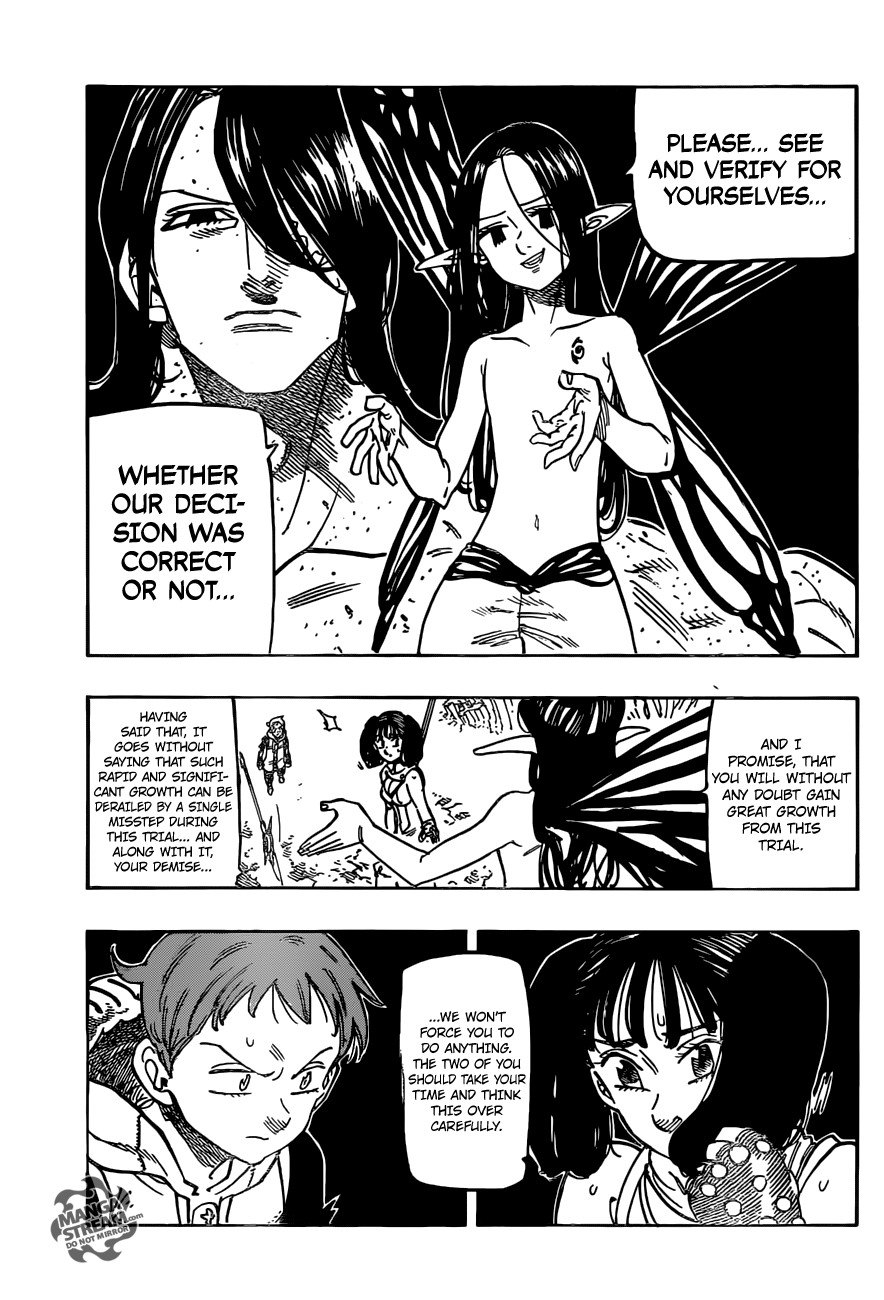 PLEASE... SEE
AND VERIFY FOR
YOURSELVES...
WHETHER
OUR DECI-
SION WAS
CORRECT
OR NOT...
AND I
PROMISE, THAT
YOU WILL WITHOUT
ANY DOUBT GAIN
GREAT GROWTH
FROM THIS
TRIAL.
HAVING
SAID THAT, IT
GOES WITHOUT
SAYING THAT SUCH
RAPID AND SIGNIFI-
CANT GROWTH CAN BE
DERAILED BY A SINGLE
MISSTEP DURING
THIS TRIAL... AND
ALONG WITH IT,
YOUR DEMISE...
...WE WON'T
FORCE YOU TO
DO ANYTHING.
THE TWO OF YOU
SHOULD TAKE YOUR
TIME AND THINK
THIS OVER
CAREFULLY.
MANGA
STREAM.com
DO NOT MIRROR